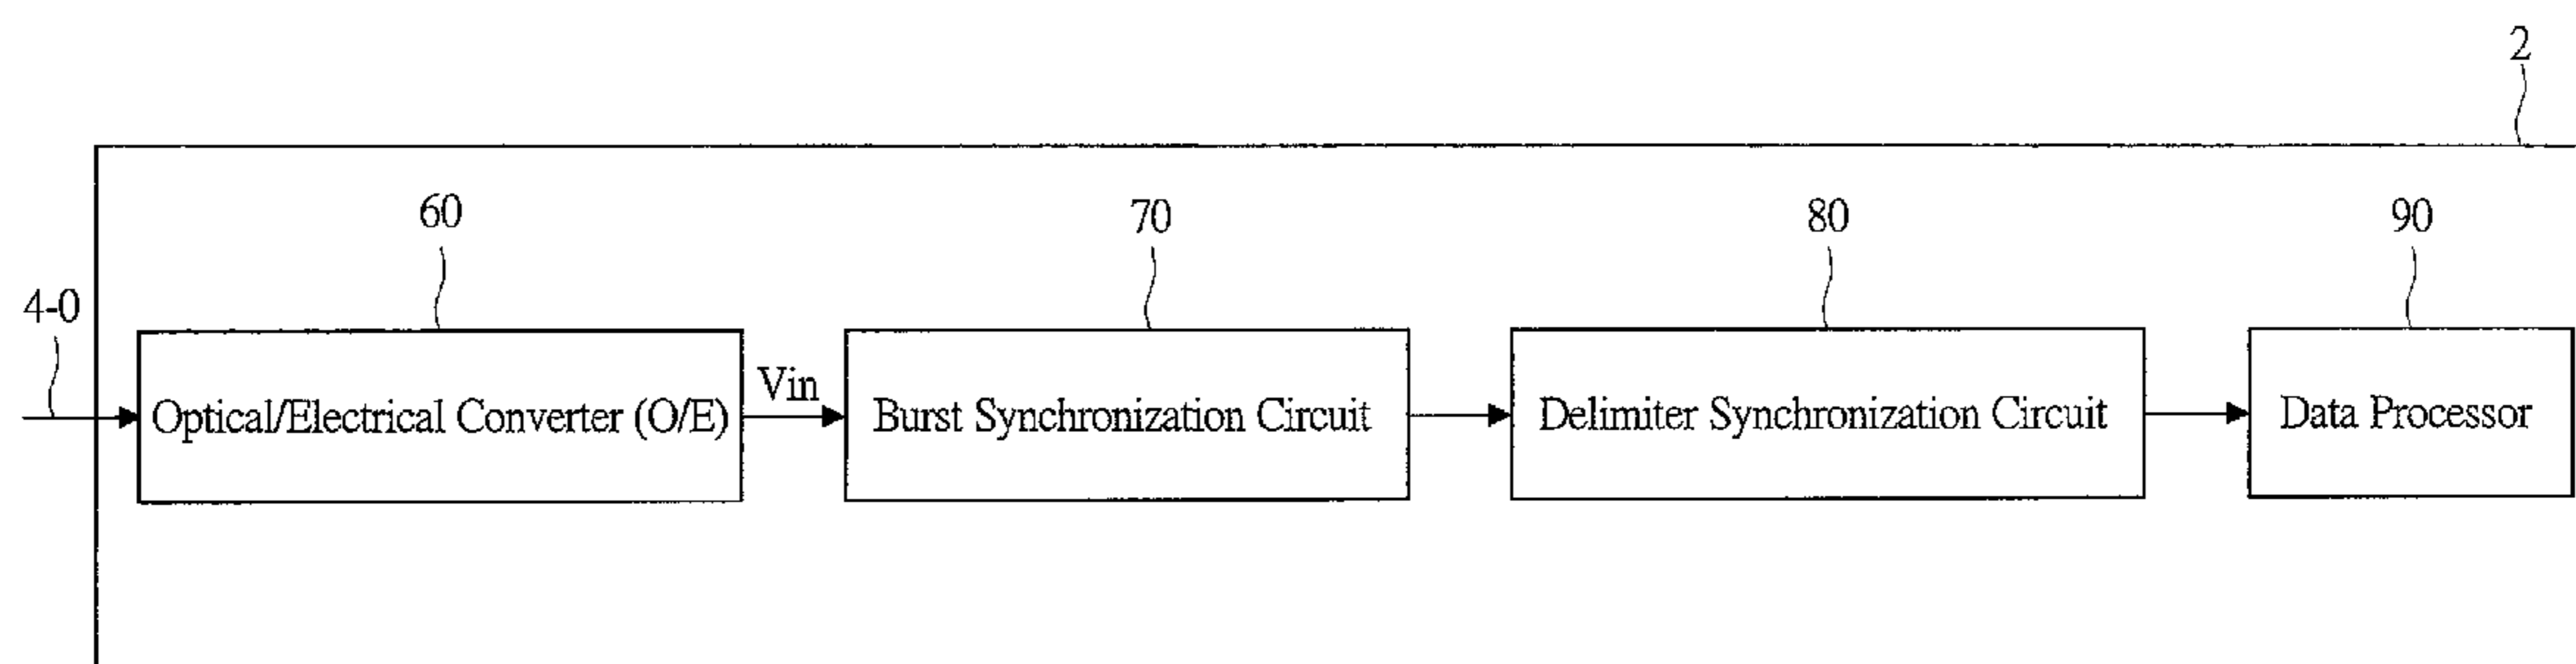 2
60
70
80
90
4-0
Vin
Optical/Electrical Converter (O/E)
Burst Synchronization Circuit
Delimiter Synchronization Circuit
Data Processor